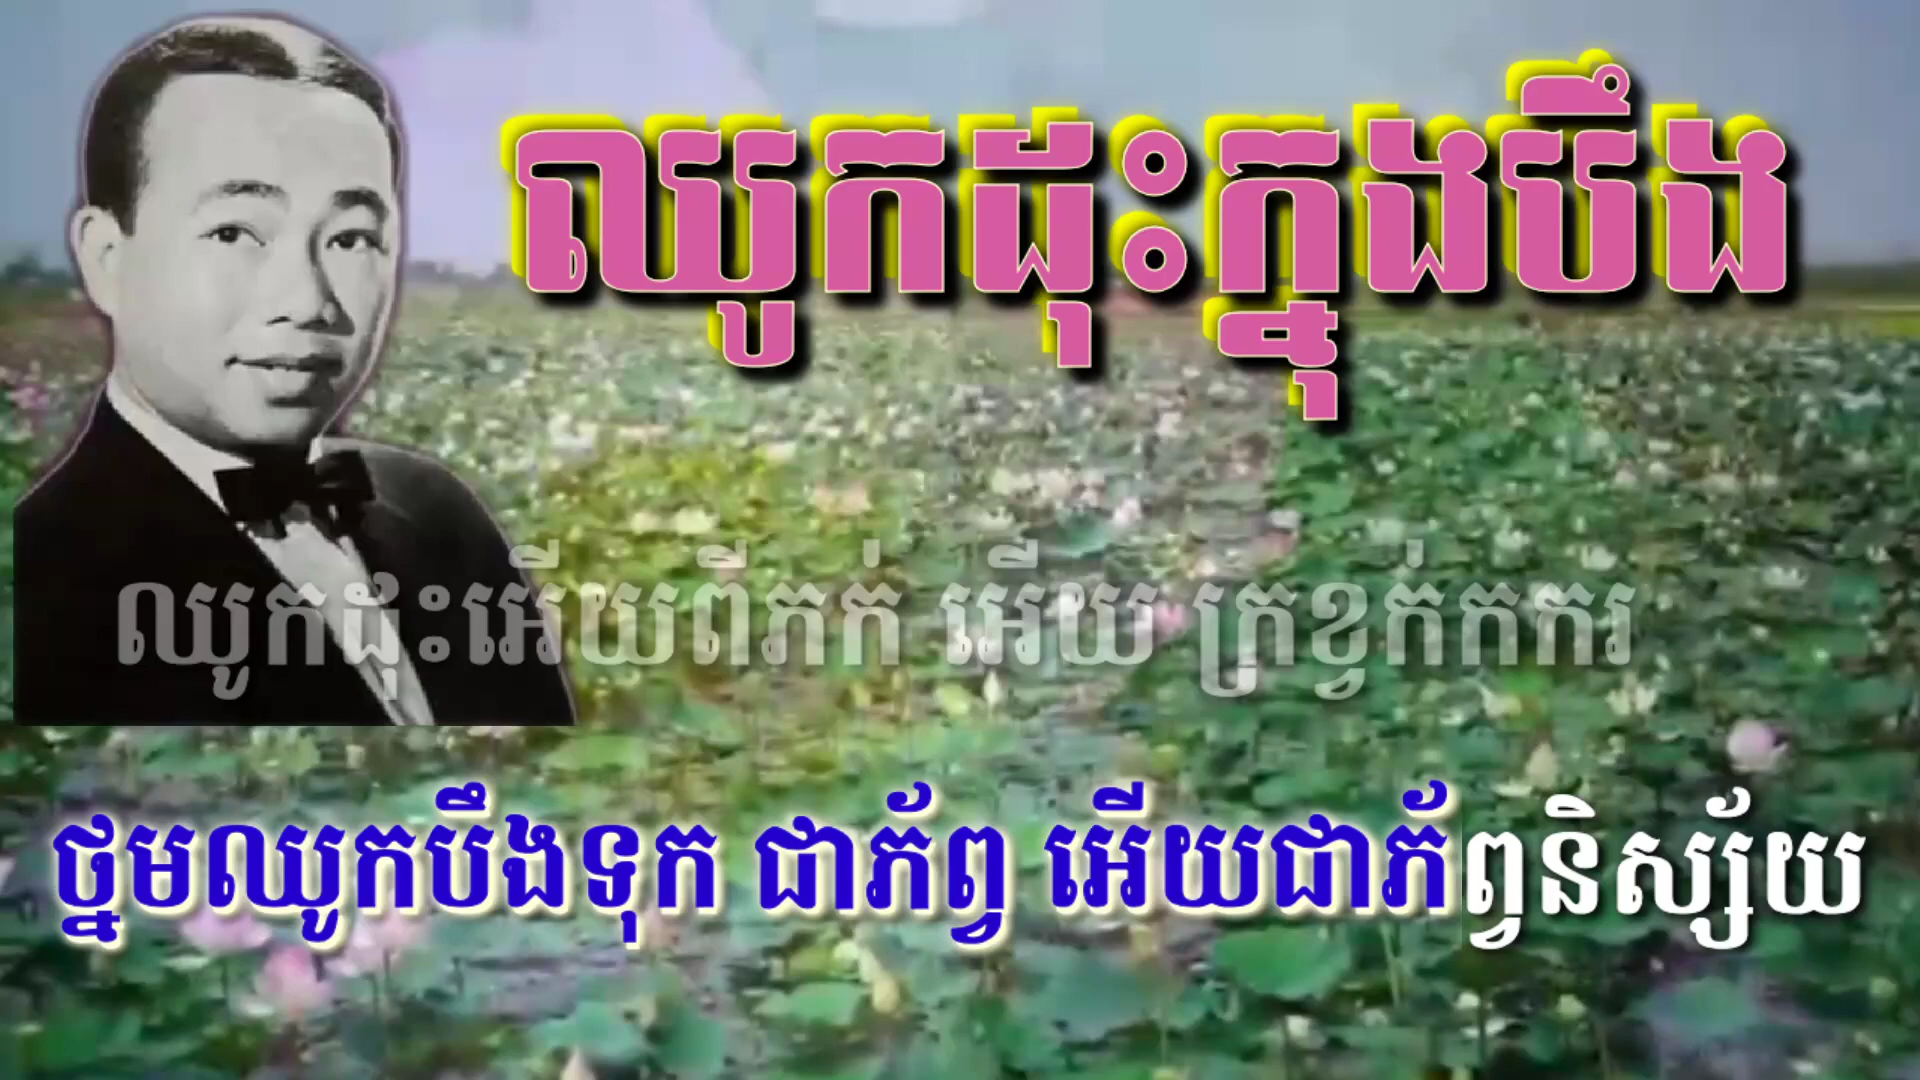 ឈូកដុះក្នុងបឹង
ឈូកដុះអើយពីភក់ អើយ ក្រខ្វក់កករ
ថ្នមឈូកបឹងទុក ជាភ័ព្វ អើយជាភ័ព្វនិស្ស័យ